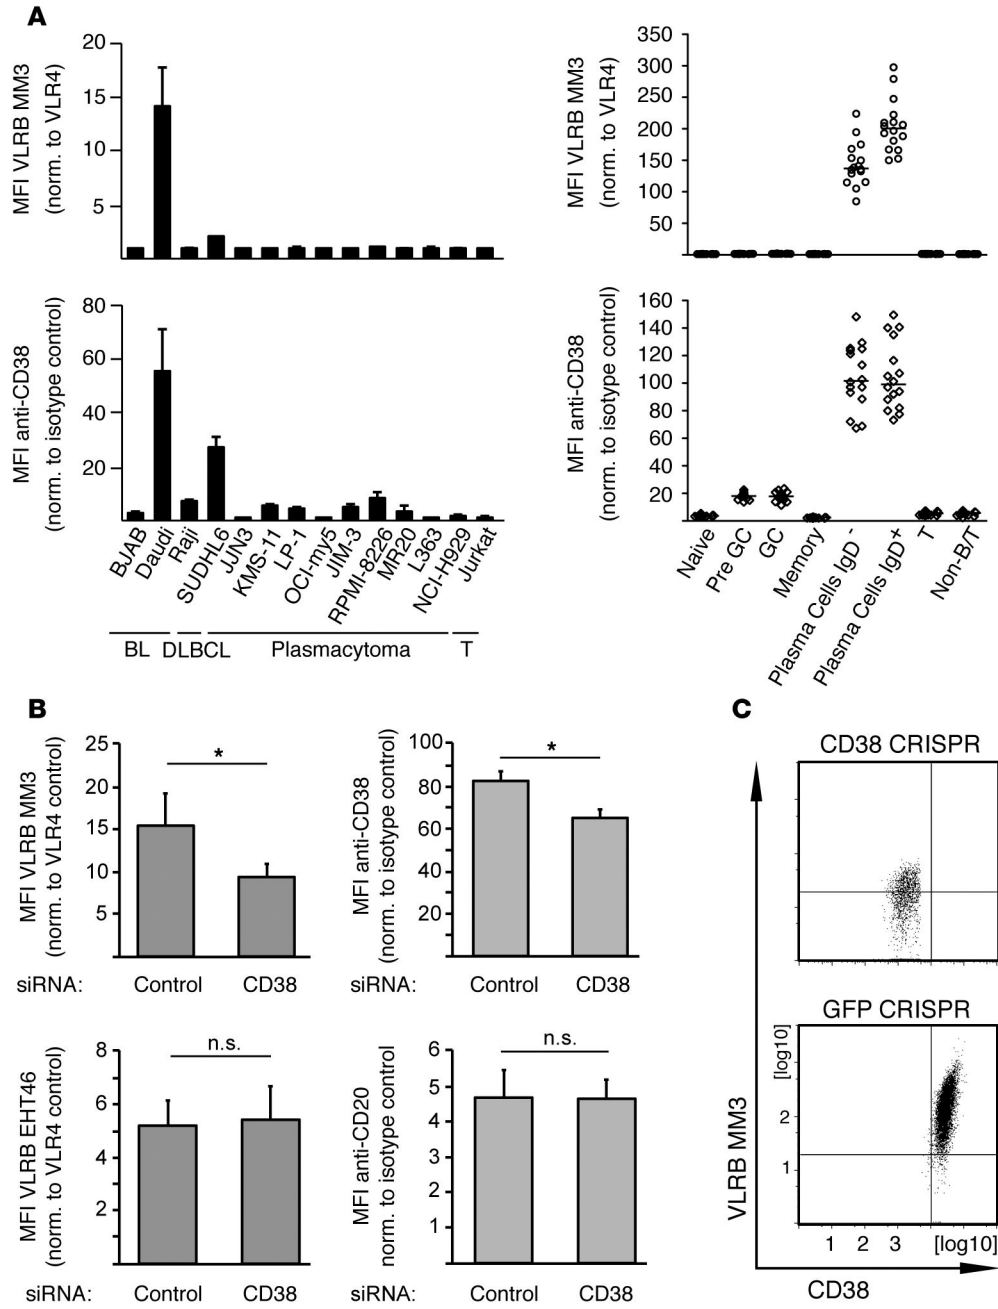 A
MFI VLRB MM3
(norm. to VLR4)
20
15
10
5
MFI VLRB MM3
(norm. to VLR4)
350
300
250
200
150
100
50
MFI anti-CD38
(norm. to isotype control)
80
60
40
20
BJAB
Daudi
Raji
SUDHL6
JJN3
KMS-11
LP-1
OCI-my5
JIM-3
RPMI-8226
MR20
L363
NCI-H929
Jurkat
BL
DLBCL
Plasmacytoma
T
MFI anti-CD38
(norm. to isotype control)
160
140
120
100
80
60
40
20
Naive
Pre GC
GC
Memory
Plasma Cells IgD -
Plasma Cells IgD+
T
Non-B/T
B
MFI VLRB MM3
(norm. to VLR4 control)
25
20
15
10
5
*
siRNA: Control CD38
MFI anti-CD38
(norm. to isotype control)
100
80
60
40
20
*
siRNA: Control CD38
MFI VLRB EHT46
(norm. to VLR4 control)
8
6
4
2
n.s.
siRNA: Control CD38
MFI anti-CD20
norm. to isotype control
6
5
4
3
2
1
n.s.
siRNA: Control CD38
C
CD38 CRISPR
GFP CRISPR
VLRB MM3
[log10]
2
1
1 2 3 [log10]
CD38